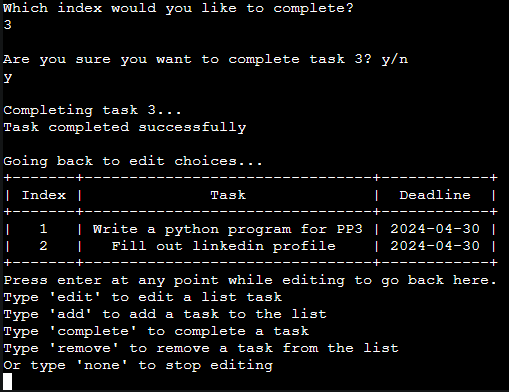 Which index would you like to complete?
3
Are you sure you want to complete task 3? y/n
y
Completing task 3...
Task completed successfully
Going back to edit choices...
+-------+--------------------------------+------------+
| Index |              Task              |  Deadline  |
+-------+--------------------------------+------------+
|   1   | Write a python program for PP3 | 2024-04-30 |
|   2   |   Fill out linkedin profile    | 2024-04-30 |
+-------+--------------------------------+------------+
Press enter at any point while editing to go back here.
Type 'edit' to edit a list task
Type 'add' to add a task to the list
Type 'complete' to complete a task
Type 'remove' to remove a task from the list
Or type 'none' to stop editing